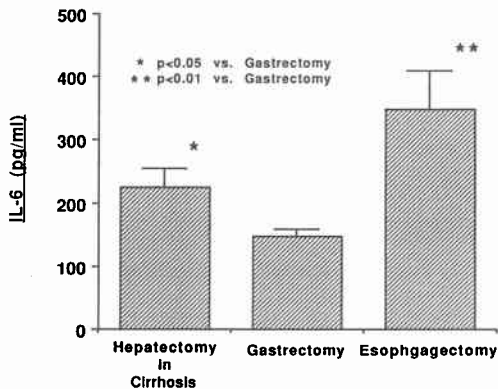 500
400
300
200
100
0
IL-6 (pg/ml)
* p<0.05 vs. Gastrectomy
** p<0.01 vs. Gastrectomy
*
**
Hepatectomy
in
Cirrhosis
Gastrectomy
Esophgagectomy